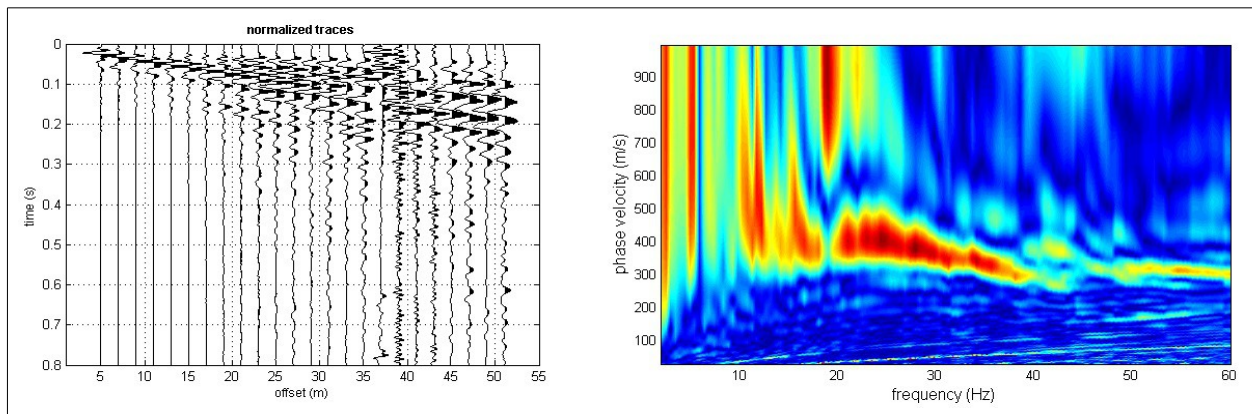 normalized traces
0
0.1
0.2
0.3
0.4
0.5
0.6
0.7
0.8
time (s)
5 10 15 20 25 30 35 40 45 50 55
offset (m)
900
800
700
600
500
400
300
200
100
phase velocity (m/s)
10 20 30 40 50 60
frequency (Hz)